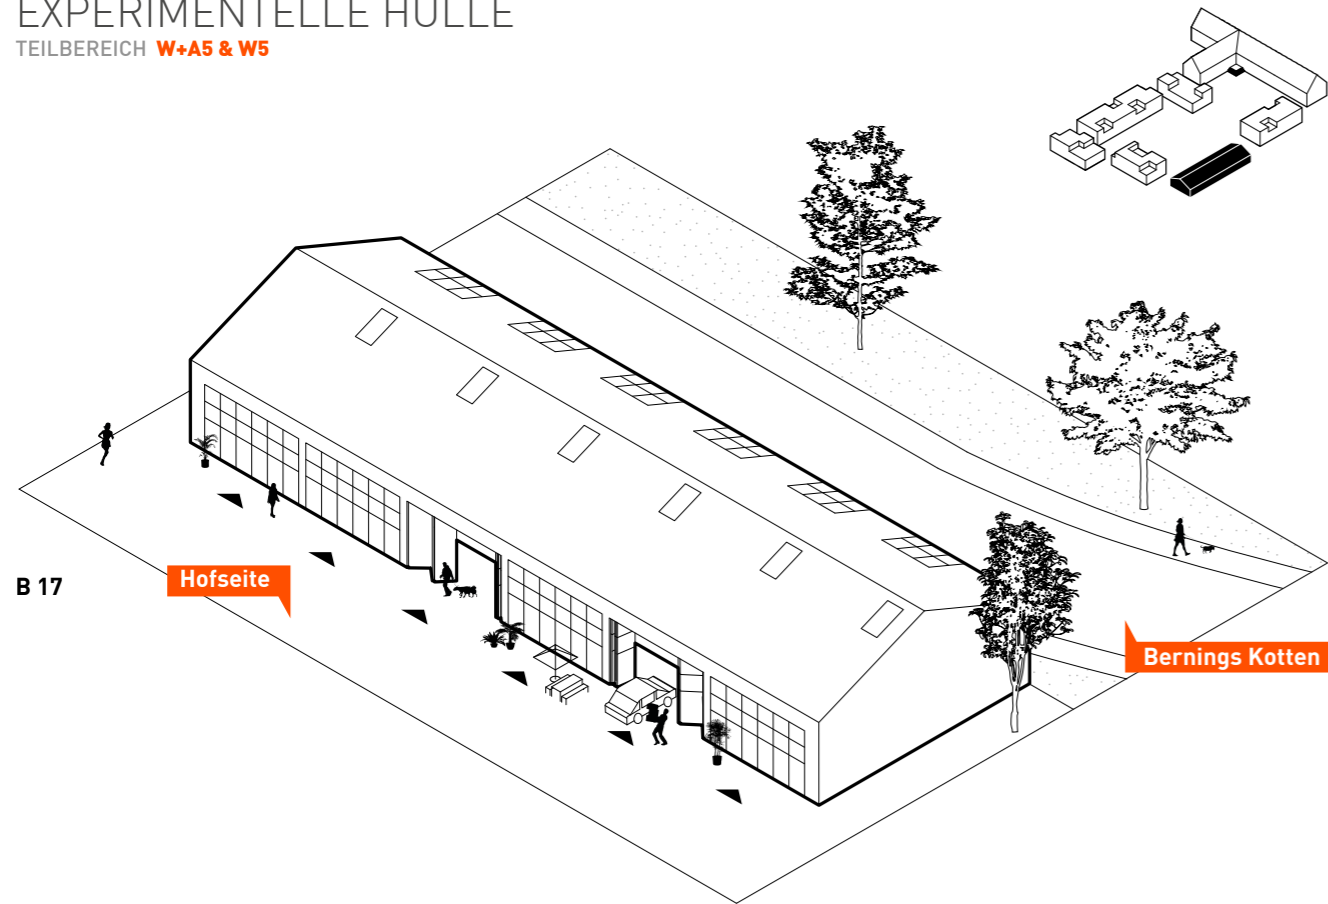 EXPERIMENTELLE HÜLLE
TEILBEREICH W+A5 & W5
B 17
Hofseite
Bernings Kotten